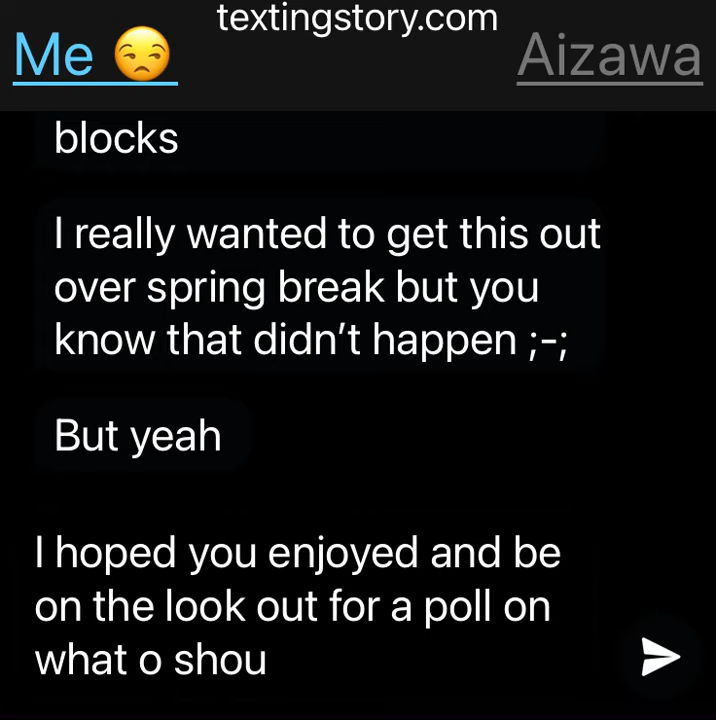 textingstory.com
Me 😒 Aizawa
blocks
I really wanted to get this out
over spring break but you
know that didn’t happen ;-;
But yeah
I hoped you enjoyed and be
on the look out for a poll on
what o shou